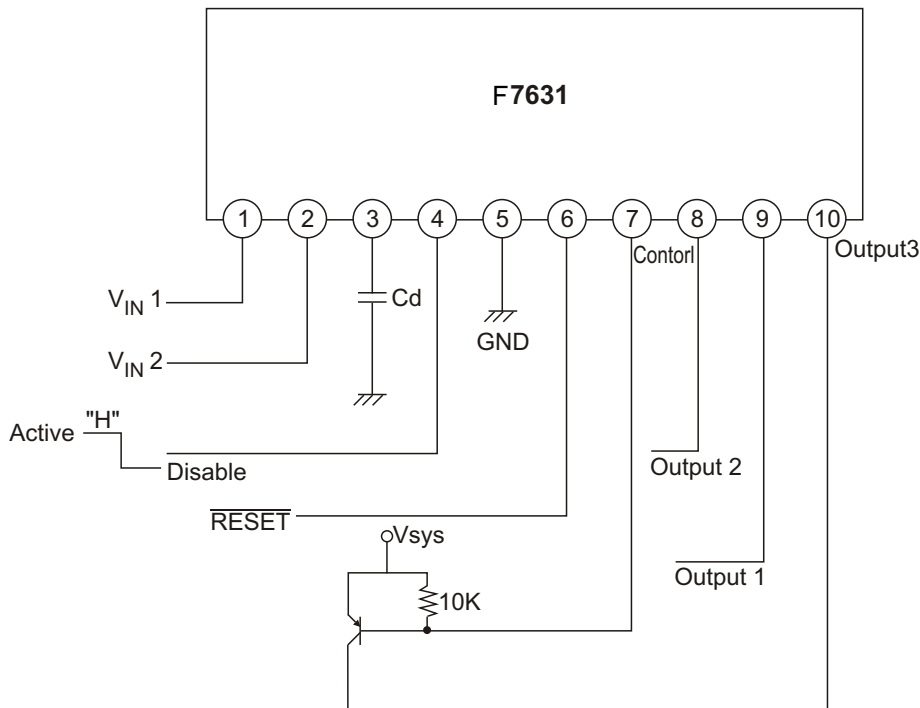 F7631
1 2 3 4 5 6 7 8 9 10
Contorl
Output3
V_IN 1
Cd
GND
V_IN 2
Active "H"
Disable
Output 2
RESET
Vsys
Output 1
10K